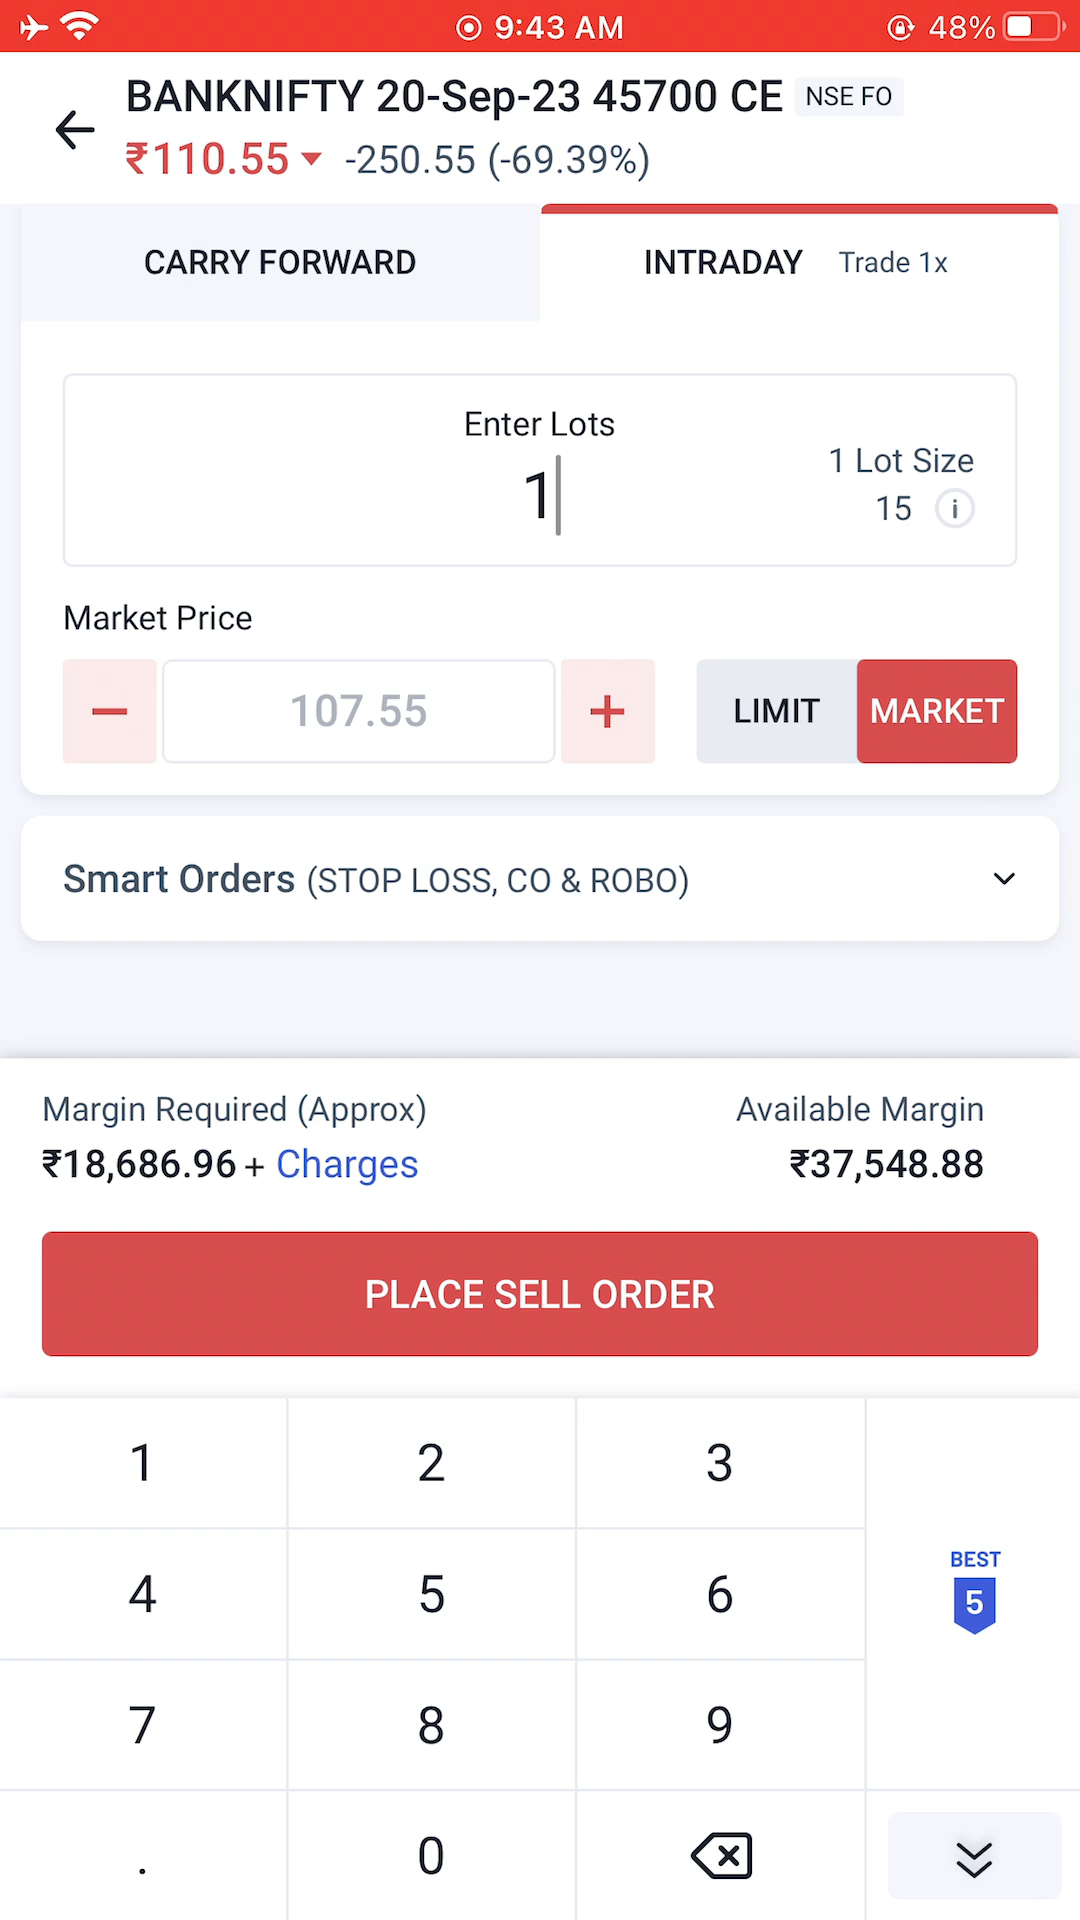 9:43 AM
48%
BANKNIFTY 20-Sep-23 45700 CE NSE FO
₹110.55 -250.55 (-69.39%)
CARRY FORWARD
INTRADAY Trade 1x
Enter Lots
1
1 Lot Size
15 i
Market Price
− 107.55 +
LIMIT MARKET
Smart Orders (STOP LOSS, CO & ROBO)
Margin Required (Approx)
₹18,686.96 + Charges
Available Margin
₹37,548.88
PLACE SELL ORDER
1 2 3
4 5 6
BEST
5
7 8 9
. 0